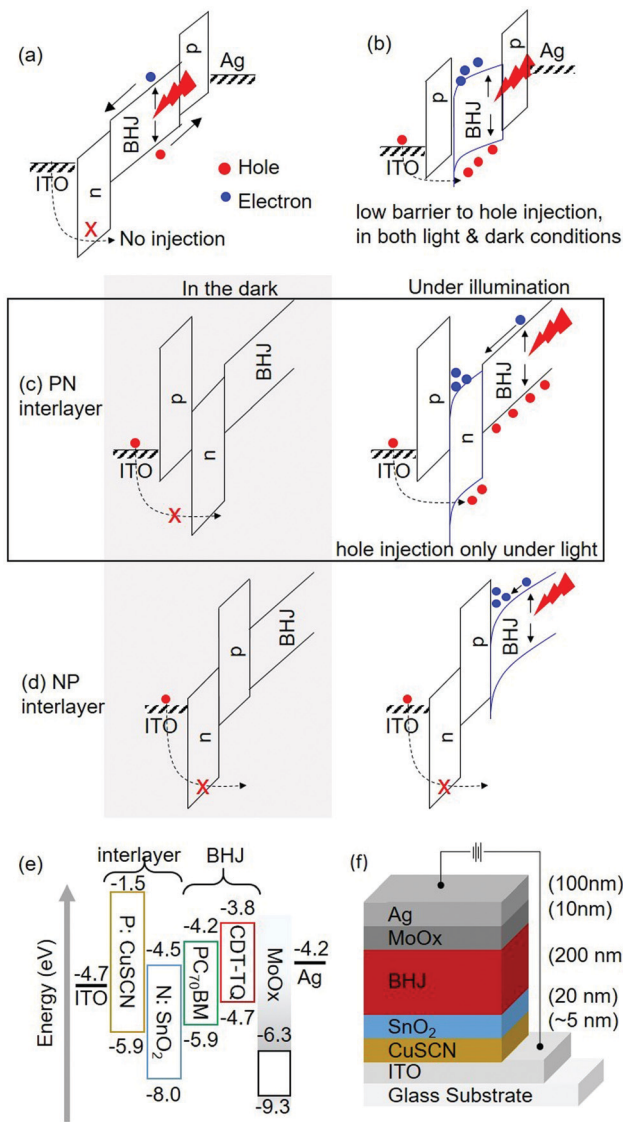 (a)
p
Ag
BHJ
ITO
n
X
No injection
Hole
Electron
(b)
p
Ag
p
BHJ
ITO
low barrier to hole injection,
in both light & dark conditions
In the dark
Under illumination
(c) PN
interlayer
p
BHJ
n
ITO
X
p
BHJ
n
ITO
hole injection only under light
(d) NP
interlayer
BHJ
p
ITO
n
X
BHJ
p
ITO
n
X
(e)
interlayer
BHJ
Energy (eV)
-4.7
ITO
-1.5
P: CuSCN
-5.9
-4.5
N: SnO₂
-8.0
-4.2
PC₇₀BM
-5.9
-3.8
CDT-TQ
-4.7
MoOx
-6.3
-9.3
-4.2
Ag
(f)
Ag
(100nm)
MoOx
(10nm)
BHJ
(200 nm)
SnO₂
(20 nm)
CuSCN
(~5 nm)
ITO
Glass Substrate